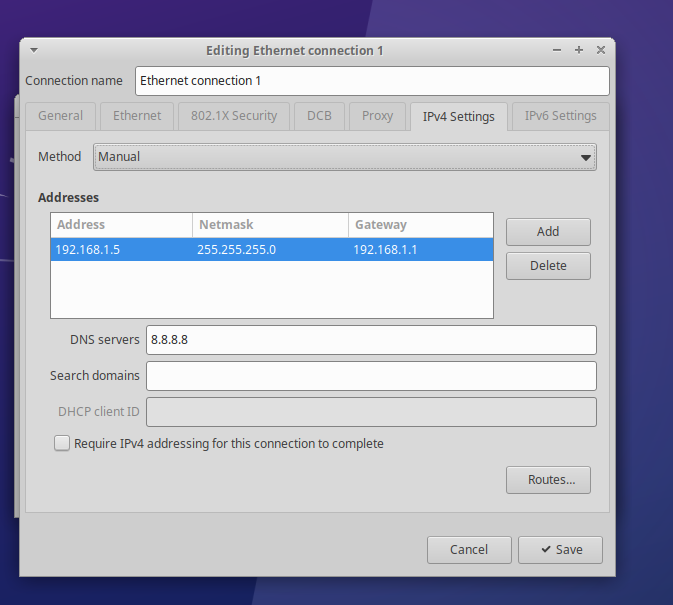 Editing Ethernet connection 1
Connection name Ethernet connection 1
General Ethernet 802.1X Security DCB Proxy IPv4 Settings IPv6 Settings
Method Manual
Addresses
Address Netmask Gateway
192.168.1.5 255.255.255.0 192.168.1.1
Add
Delete
DNS servers 8.8.8.8
Search domains
DHCP client ID
Require IPv4 addressing for this connection to complete
Routes...
Cancel Save